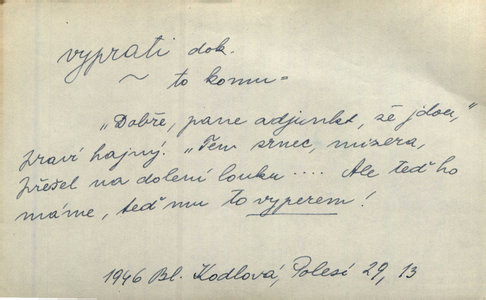 vyprati dok.
~ to komu =
„Dobře, pane adjunkt, že jdou,"
zraví hajný. „Ten srnec, mizera,
přešel na dolení louku .... Ale teď ho
máme, teď mu to vyperem!
1946 Bl. Kodlová, Polesí 29, 13